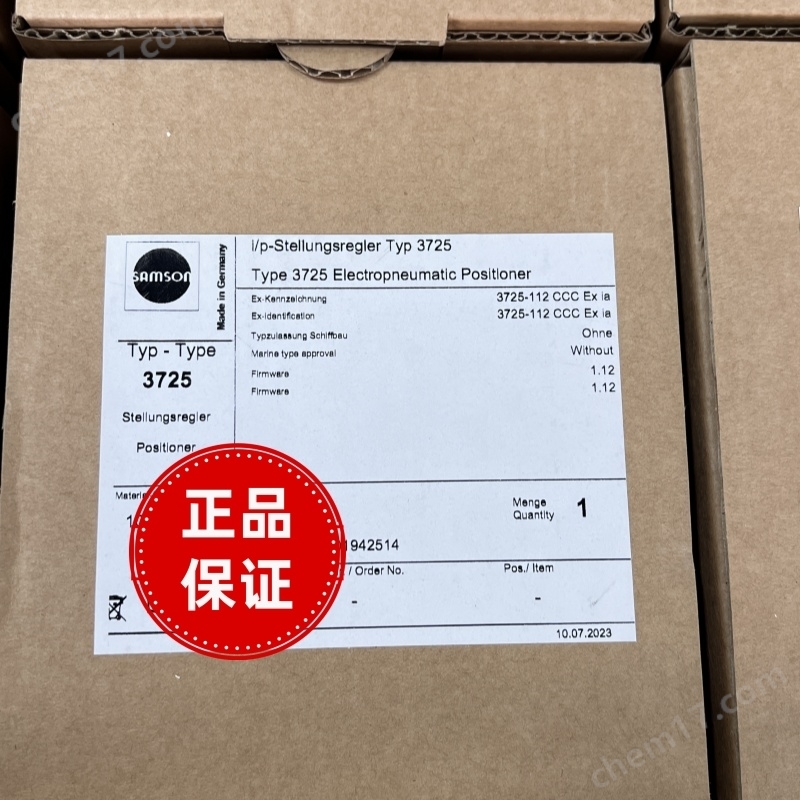 SAMSON
Made in Germany
Typ - Type
3725
Stellungsregler
Positioner
i/p-Stellungsregler Typ 3725
Type 3725 Electropneumatic Positioner
Ex-Kennzeichnung 3725-112 CCC Ex ia
Ex-Identification 3725-112 CCC Ex ia
Typzulassung Schiffbau Ohne
Marine type approval Without
Firmware 1.12
Firmware 1.12
Menge
Quantity 1
1942514
/ Order No. Pos./ Item
- -
10.07.2023
正品
保证
chem17.com